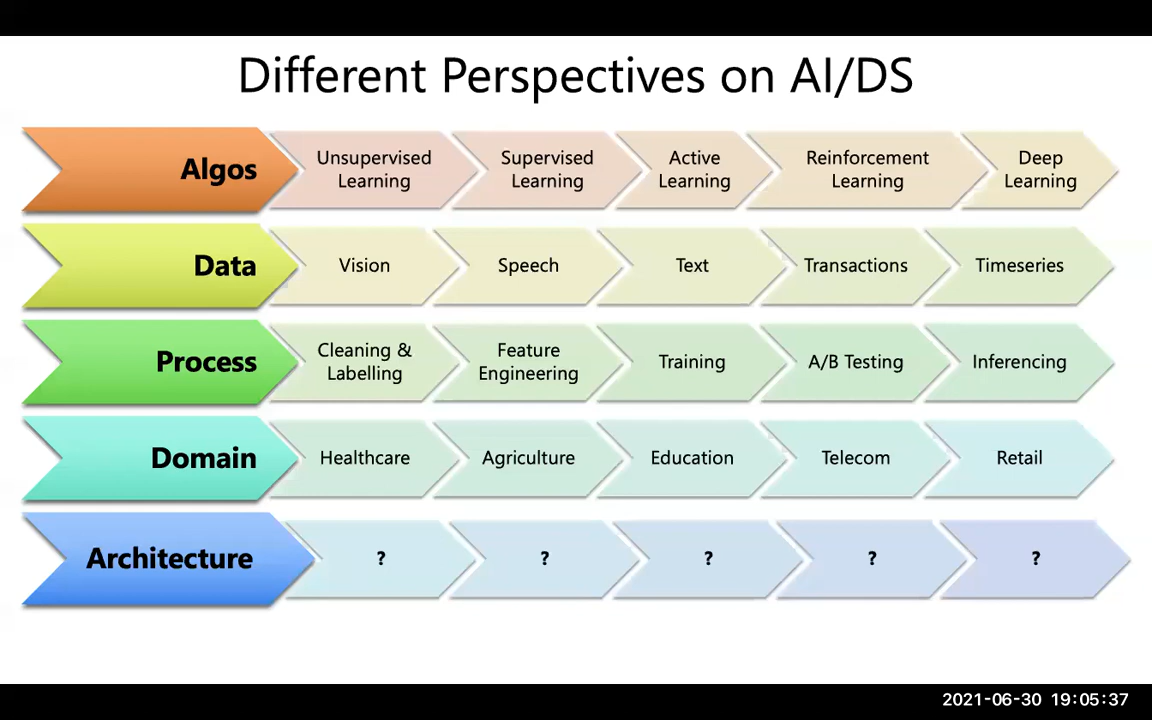 Different Perspectives on AI/DS
Algos
Unsupervised
Learning
Supervised
Learning
Active
Learning
Reinforcement
Learning
Deep
Learning
Data
Vision
Speech
Text
Transactions
Timeseries
Process
Cleaning &
Labelling
Feature
Engineering
Training
A/B Testing
Inferencing
Domain
Healthcare
Agriculture
Education
Telecom
Retail
Architecture
?
?
?
?
?
2021-06-30 19:05:37